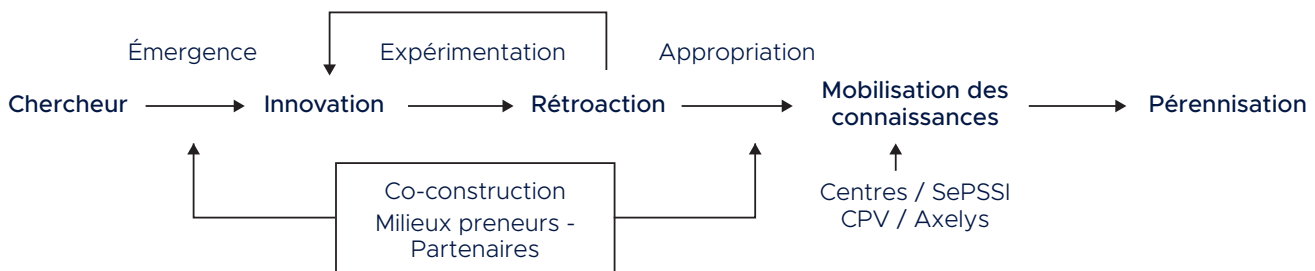 Émergence
Expérimentation
Appropriation
Chercheur
Innovation
Rétroaction
Mobilisation des
connaissances
Pérennisation
Co-construction
Milieux preneurs -
Partenaires
Centres / SePSSI
CPV / Axelys